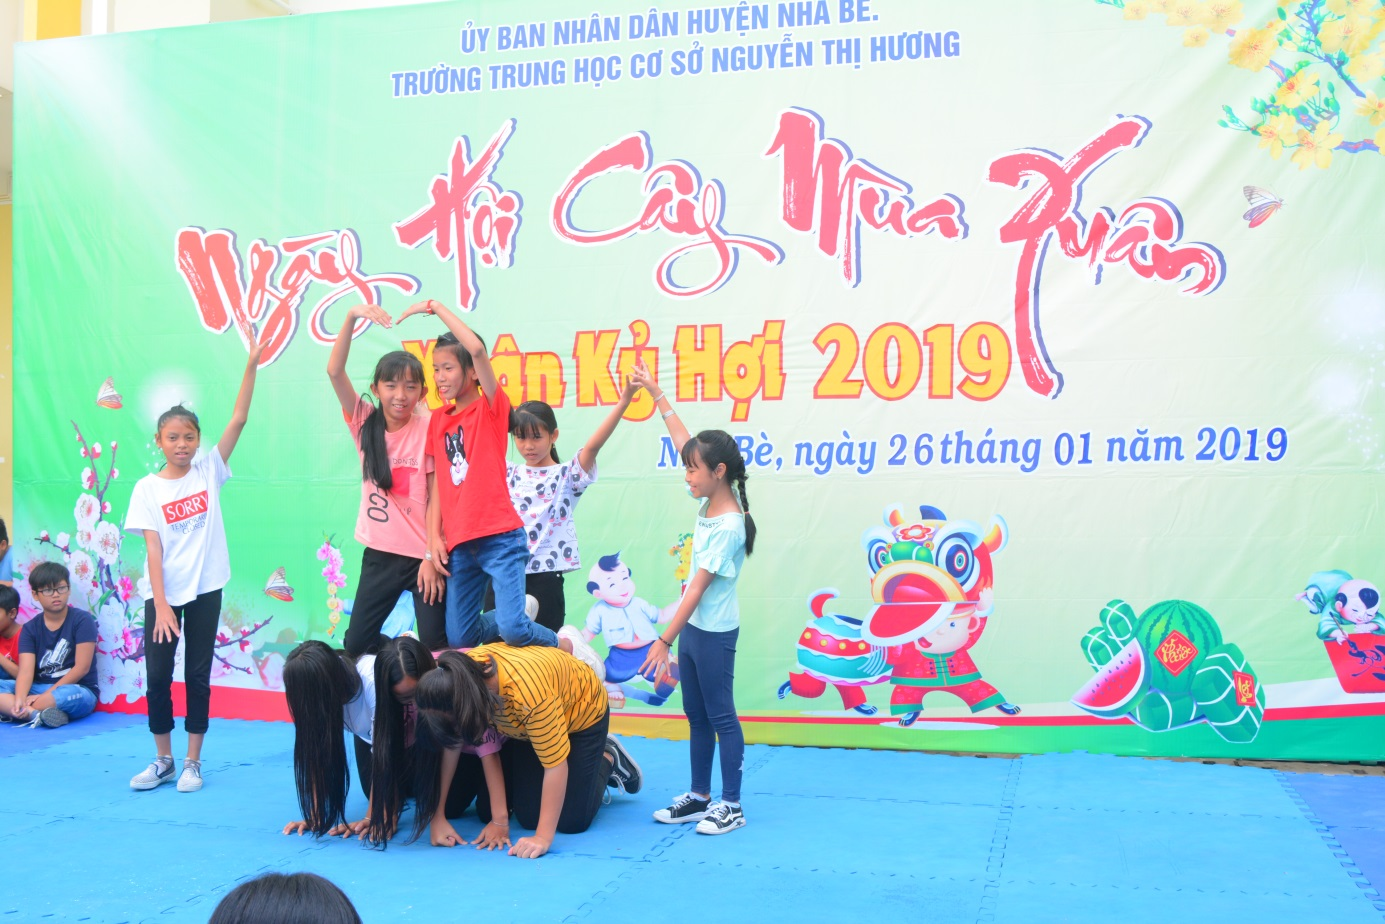 ỦY BAN NHÂN DÂN HUYỆN NHÀ BÈ.
TRƯỜNG TRUNG HỌC CƠ SỞ NGUYỄN THỊ HƯƠNG
Ngày Hội Cây Mùa Xuân
Xuân Kỷ Hợi 2019
Bè, ngày 26 tháng 01 năm 2019
SORRY